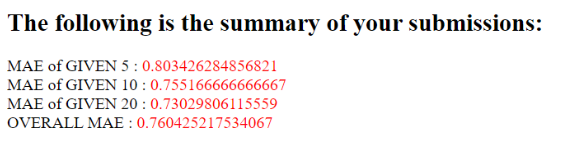 The following is the summary of your submissions:
MAE of GIVEN 5 : 0.803426284856821
MAE of GIVEN 10 : 0.755166666666667
MAE of GIVEN 20 : 0.73029806115559
OVERALL MAE : 0.760425217534067